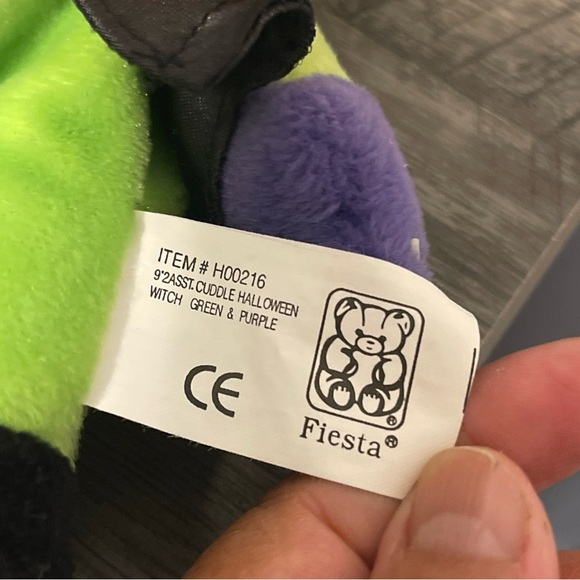 ITEM # H00216
9'2ASST.CUDDLE HALLOWEEN
WITCH GREEN & PURPLE
CE
®
Fiesta®